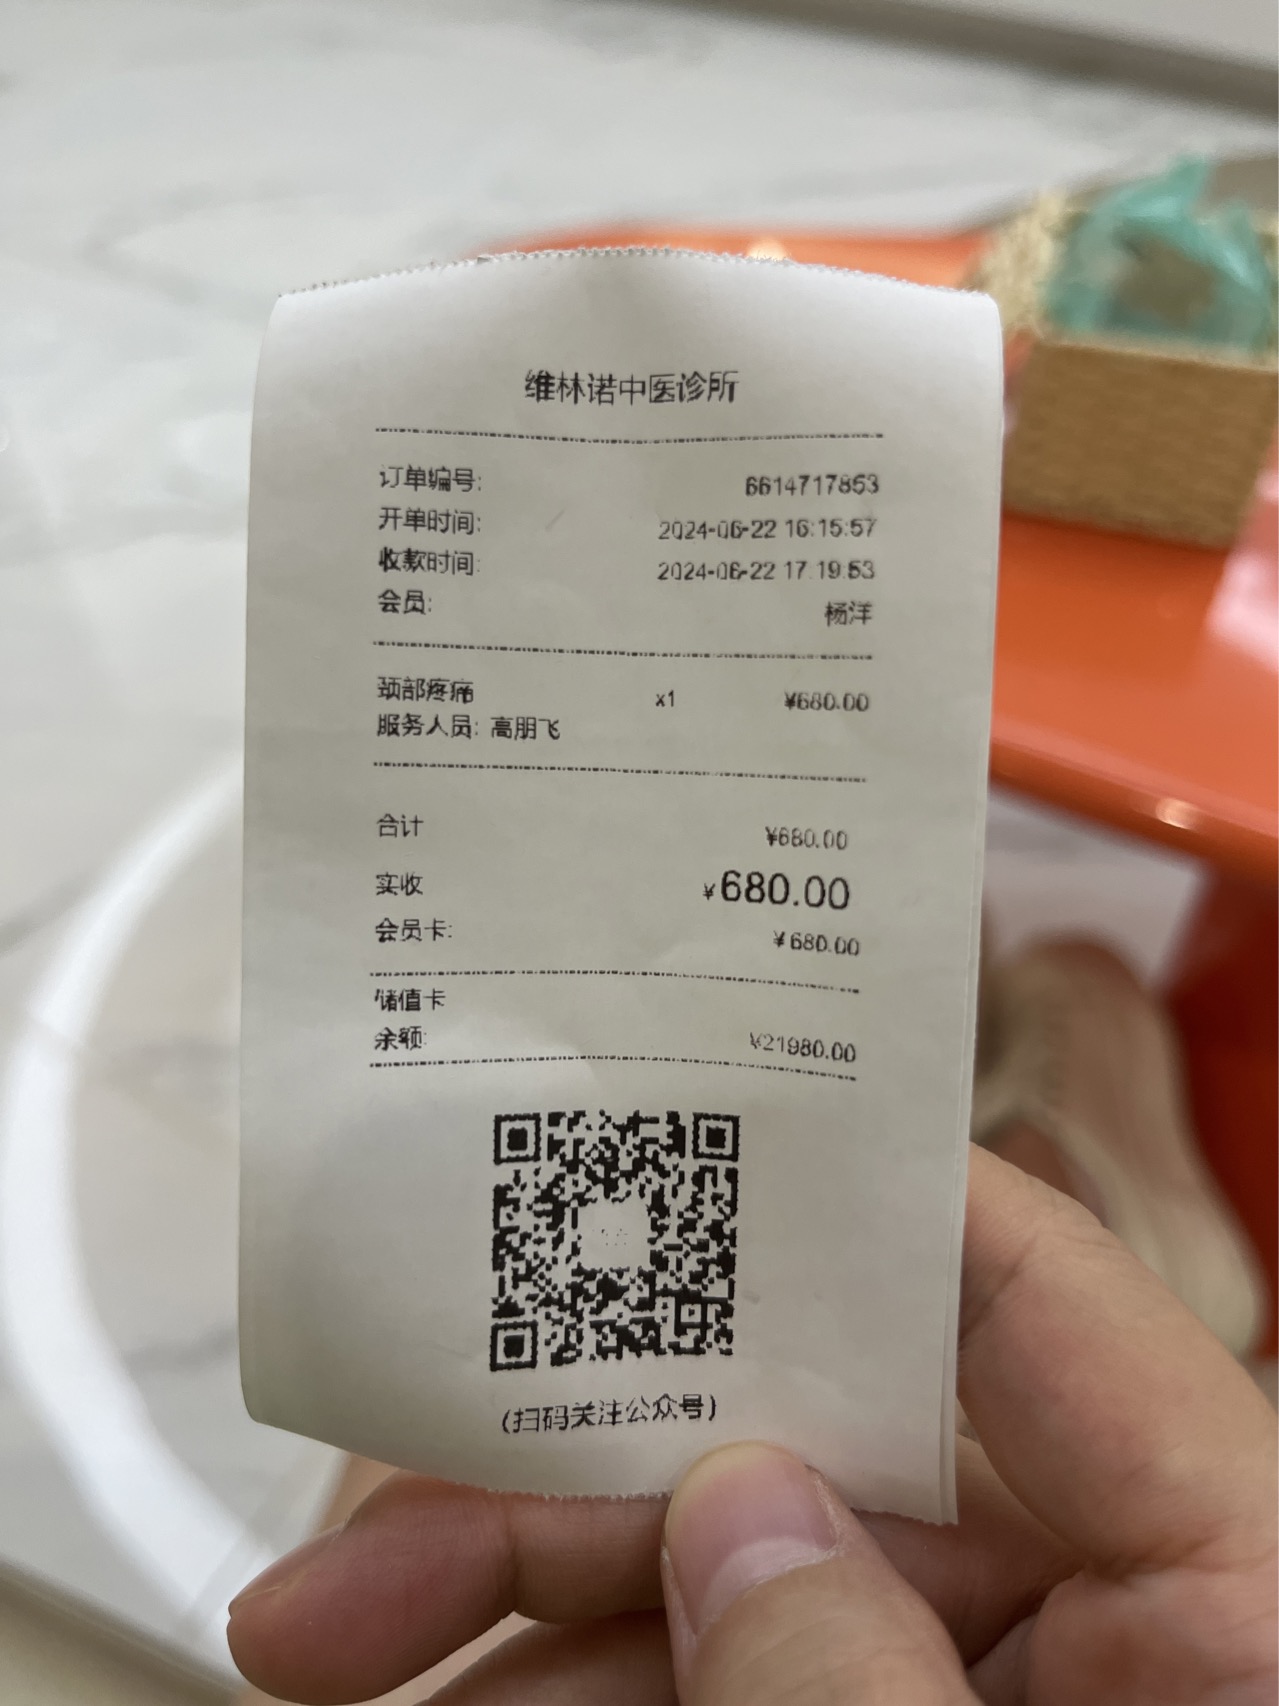 维林诺中医诊所
订单编号: 6614717853
开单时间: 2024-06-22 16:15:57
收款时间: 2024-06-22 17:19:53
会员: 杨洋
颈部疼痛 x1 ¥680.00
服务人员: 高朋飞
合计 ¥680.00
实收 ¥680.00
会员卡: ¥680.00
储值卡
余额: ¥21980.00
(扫码关注公众号)